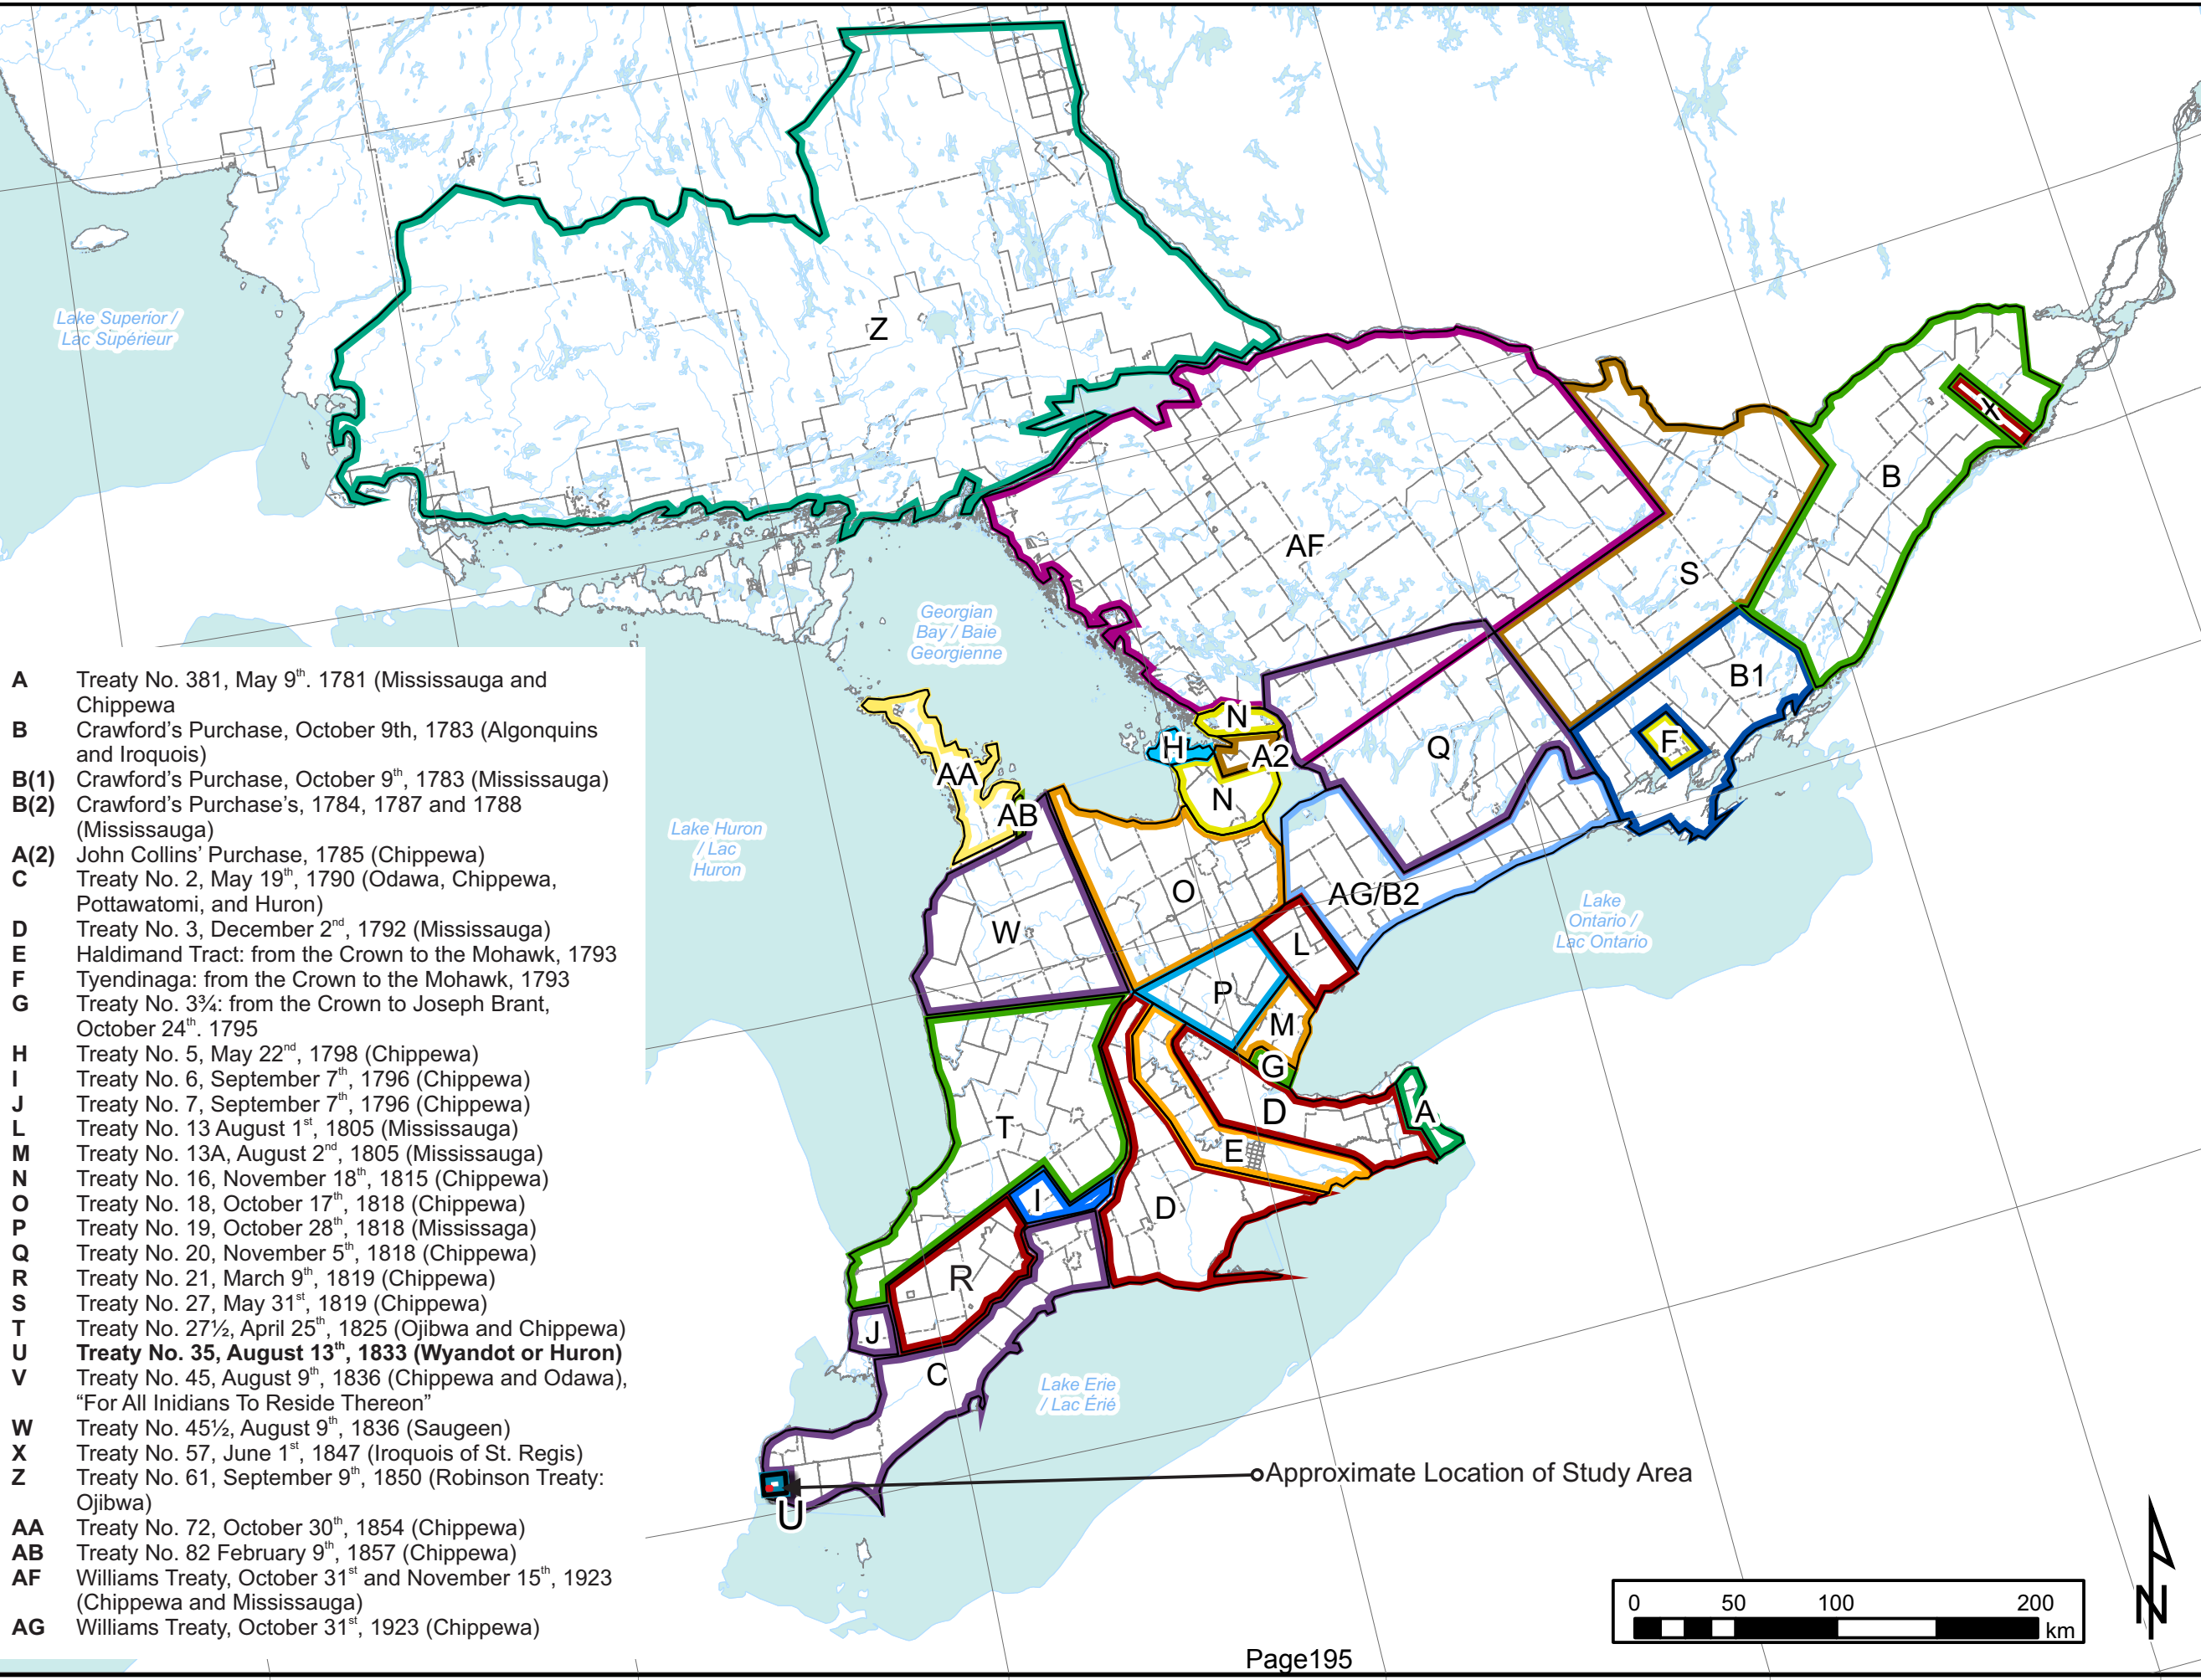 Z
Lake Superior /
Lac Supérieur
X
B
AF
S
Georgian
Bay / Baie
Georgienne
B1
N
F
H
A2
Q
AA
N
AB
Lake Huron
/ Lac
Huron
O
AG/B2
Lake
Ontario /
Lac Ontario
W
L
P
M
G
D
A
T
E
I
D
R
J
C
Lake Erie
/ Lac Érié
U
Approximate Location of Study Area
A Treaty No. 381, May 9th. 1781 (Mississauga and
Chippewa
B Crawford's Purchase, October 9th, 1783 (Algonquins
and Iroquois)
B(1) Crawford's Purchase, October 9th, 1783 (Mississauga)
B(2) Crawford's Purchase's, 1784, 1787 and 1788
(Mississauga)
A(2) John Collins' Purchase, 1785 (Chippewa)
C Treaty No. 2, May 19th, 1790 (Odawa, Chippewa,
Pottawatomi, and Huron)
D Treaty No. 3, December 2nd, 1792 (Mississauga)
E Haldimand Tract: from the Crown to the Mohawk, 1793
F Tyendinaga: from the Crown to the Mohawk, 1793
G Treaty No. 3¾: from the Crown to Joseph Brant,
October 24th. 1795
H Treaty No. 5, May 22nd, 1798 (Chippewa)
I Treaty No. 6, September 7th, 1796 (Chippewa)
J Treaty No. 7, September 7th, 1796 (Chippewa)
L Treaty No. 13 August 1st, 1805 (Mississauga)
M Treaty No. 13A, August 2nd, 1805 (Mississauga)
N Treaty No. 16, November 18th, 1815 (Chippewa)
O Treaty No. 18, October 17th, 1818 (Chippewa)
P Treaty No. 19, October 28th, 1818 (Mississaga)
Q Treaty No. 20, November 5th, 1818 (Chippewa)
R Treaty No. 21, March 9th, 1819 (Chippewa)
S Treaty No. 27, May 31st, 1819 (Chippewa)
T Treaty No. 27½, April 25th, 1825 (Ojibwa and Chippewa)
U Treaty No. 35, August 13th, 1833 (Wyandot or Huron)
V Treaty No. 45, August 9th, 1836 (Chippewa and Odawa),
"For All Inidians To Reside Thereon"
W Treaty No. 45½, August 9th, 1836 (Saugeen)
X Treaty No. 57, June 1st, 1847 (Iroquois of St. Regis)
Z Treaty No. 61, September 9th, 1850 (Robinson Treaty:
Ojibwa)
AA Treaty No. 72, October 30th, 1854 (Chippewa)
AB Treaty No. 82 February 9th, 1857 (Chippewa)
AF Williams Treaty, October 31st and November 15th, 1923
(Chippewa and Mississauga)
AG Williams Treaty, October 31st, 1923 (Chippewa)
0 50 100 200
km
N
Page195